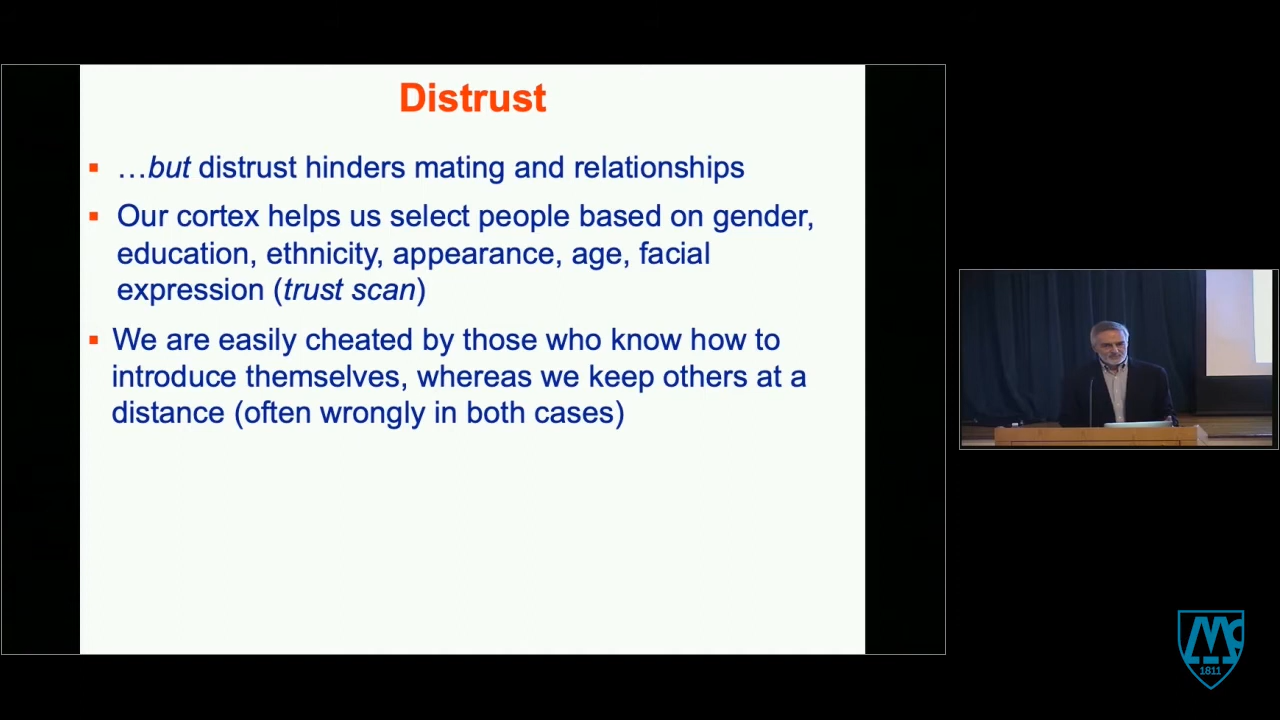 Distrust
…but distrust hinders mating and relationships
Our cortex helps us select people based on gender,
education, ethnicity, appearance, age, facial
expression (trust scan)
We are easily cheated by those who know how to
introduce themselves, whereas we keep others at a
distance (often wrongly in both cases)
Mc
1811